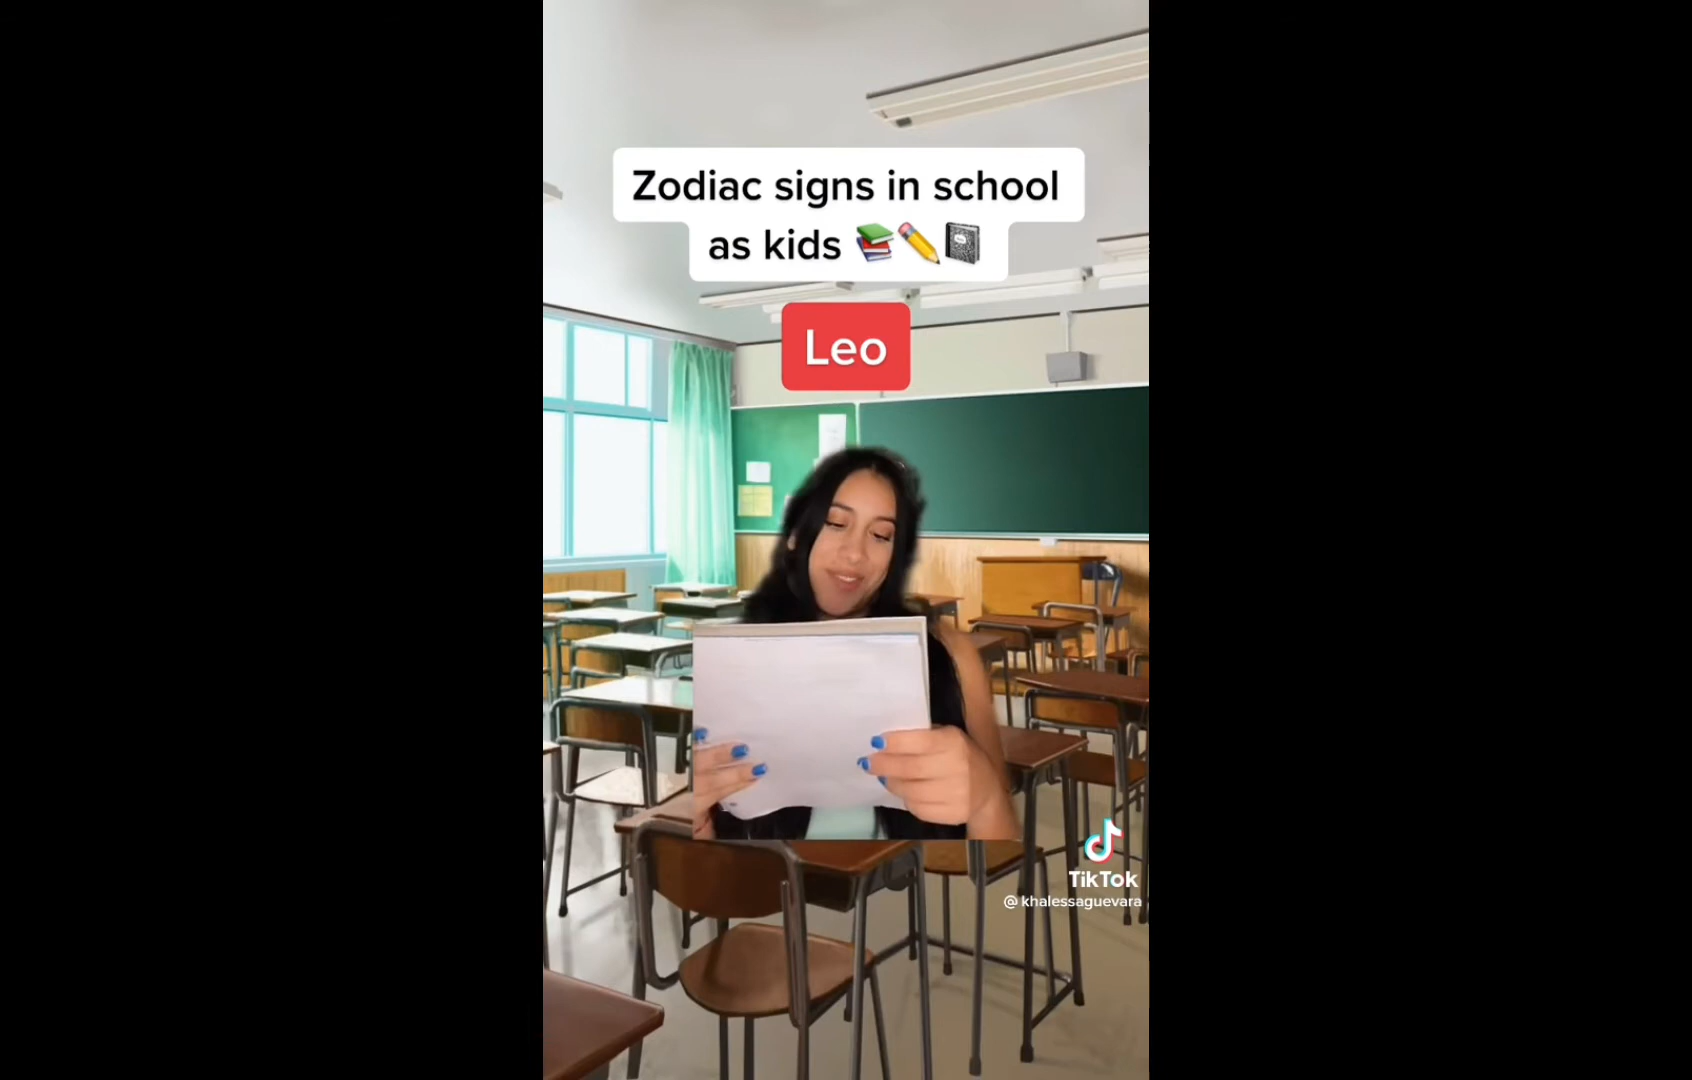 Zodiac signs in school
as kids 📚✏️📓
Leo
TikTok
@khalessaguevara